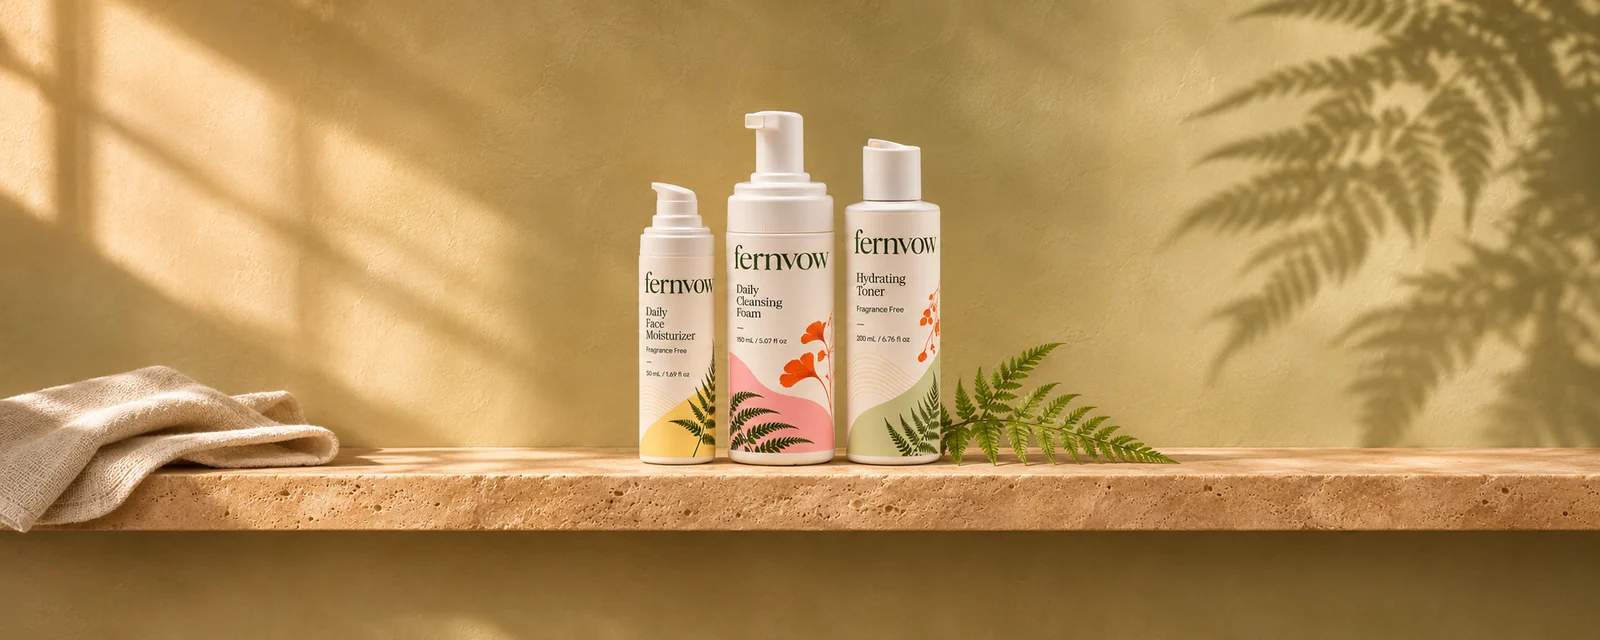 fernvow
Daily
Face
Moisturizer
Fragrance Free
50 mL / 1.69 fl oz
fernvow
Daily
Cleansing
Foam
150 mL / 5.07 fl oz
fernvow
Hydrating
Toner
Fragrance Free
200 mL / 6.76 fl oz